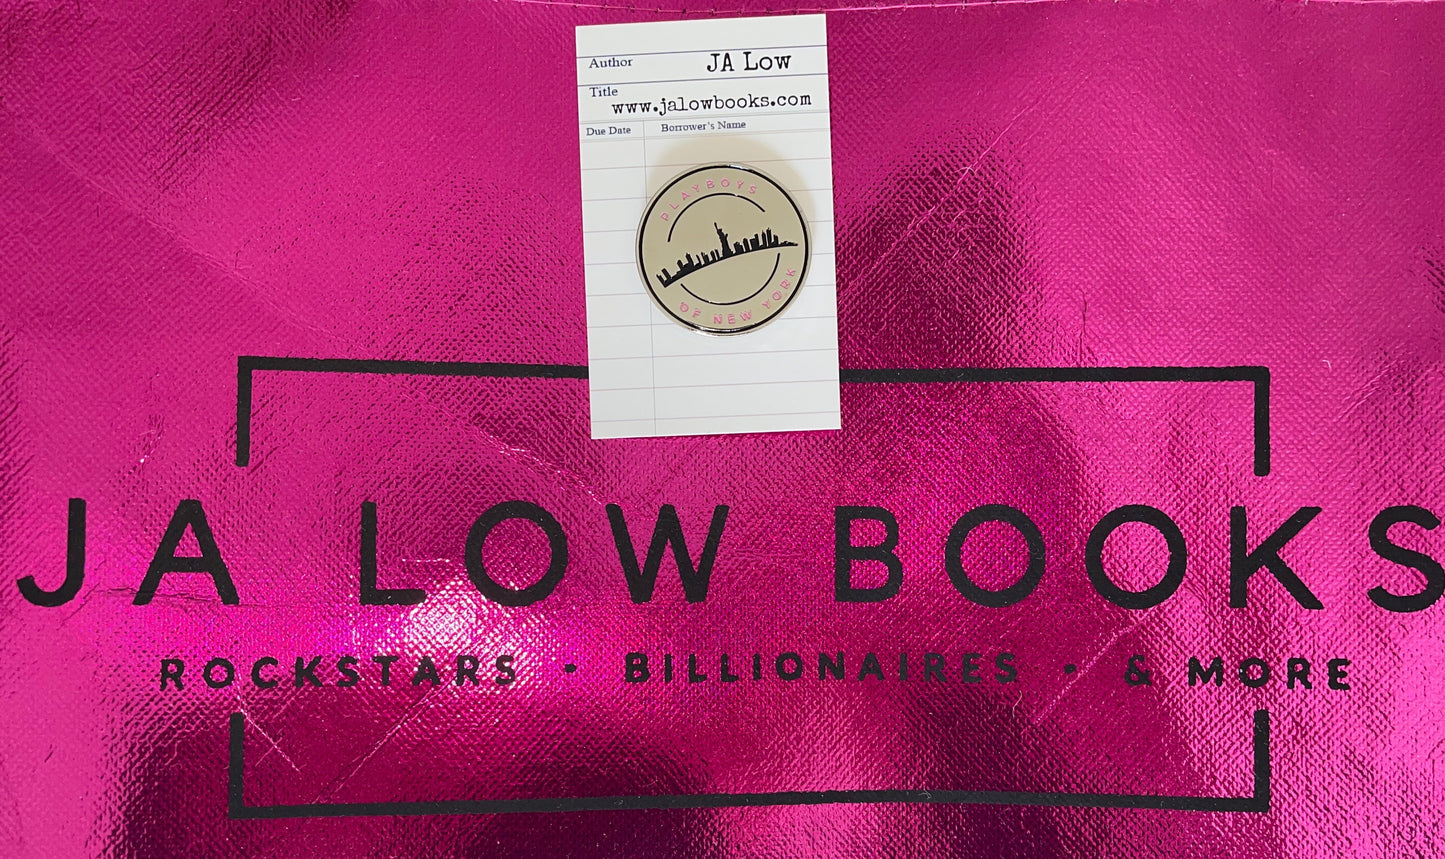 Author JA Low
Title
www.jalowbooks.com
Due Date Borrower's Name
PLAYBOYS
OF NEW YORK
JA LOW BOOKS
ROCKSTARS • BILLIONAIRES • & MORE